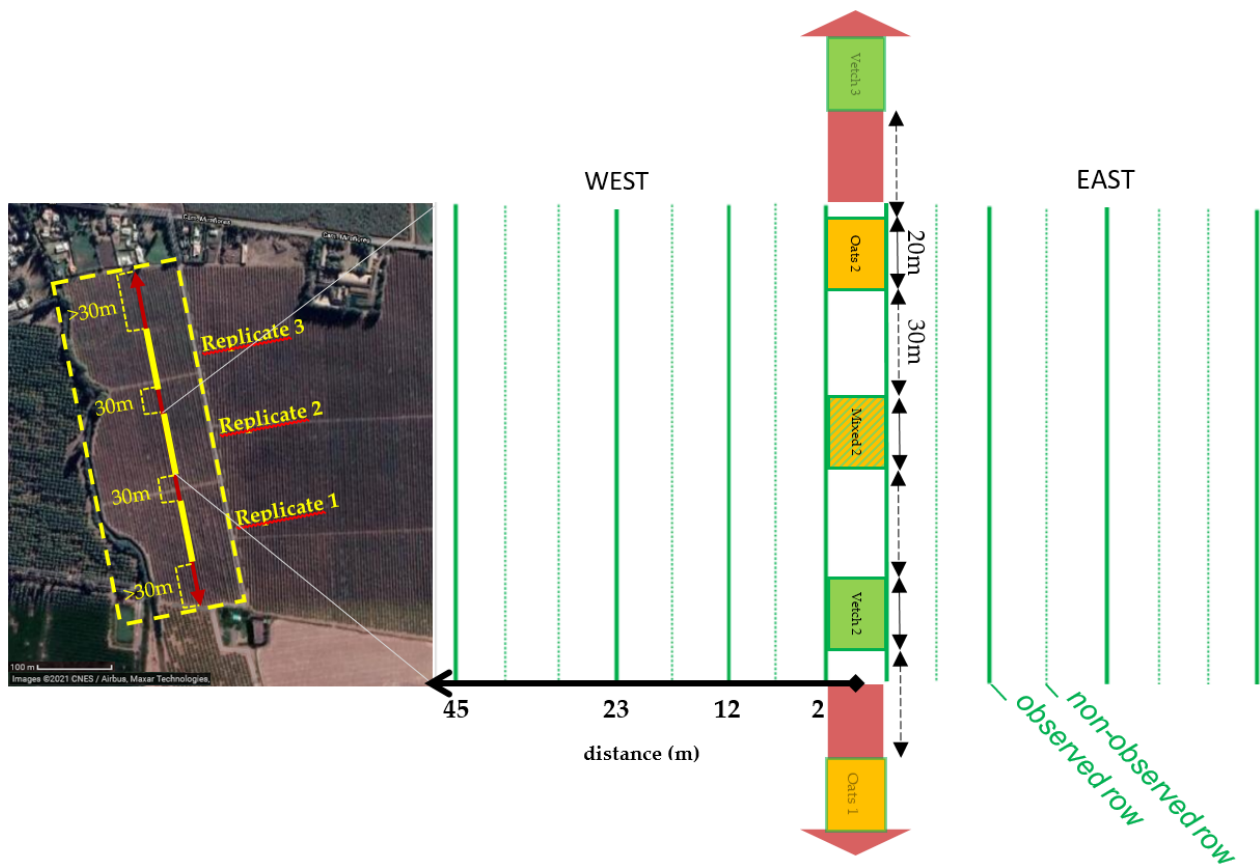 Vetch 3
WEST
EAST
Oats 2
20m
30m
Mixed 2
Vetch 2
>30m
Replicate 3
30m
Replicate 2
30m
Replicate 1
>30m
100 m
Images ©2021 CNES / Airbus, Maxar Technologies,
45
23
12
2
distance (m)
Oats 1
observed row
non-observed row